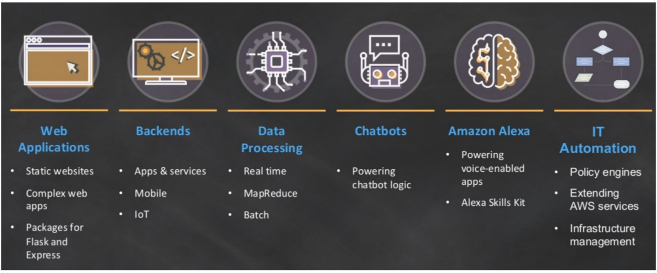 </>
Web
Applications
• Static websites
• Complex web
apps
• Packages for
Flask and
Express
Backends
• Apps & services
• Mobile
• IoT
Data
Processing
• Real time
• MapReduce
• Batch
Chatbots
• Powering
chatbot logic
Amazon Alexa
• Powering
voice-enabled
apps
• Alexa Skills Kit
IT
Automation
• Policy engines
• Extending
AWS services
• Infrastructure
management